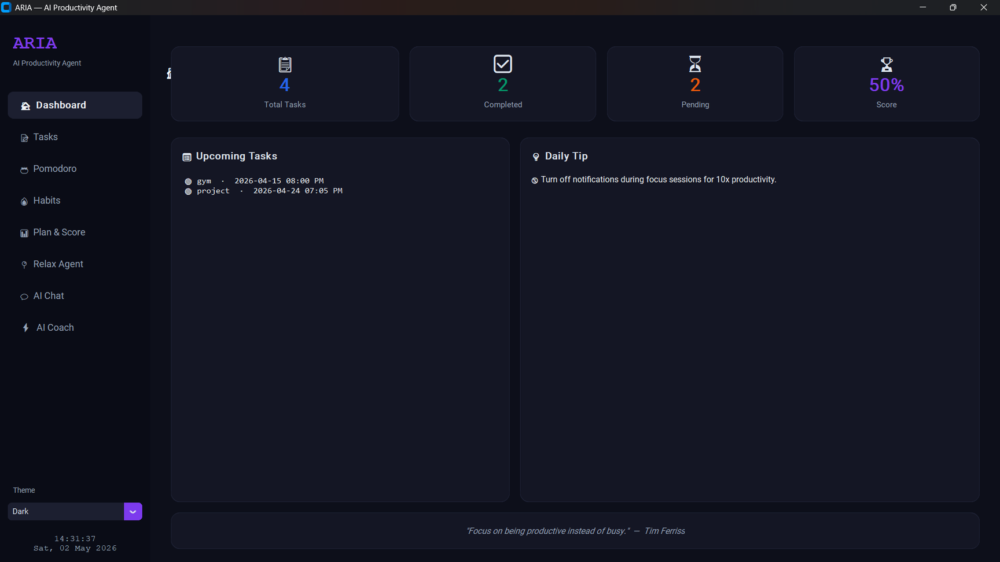 ARIA — AI Productivity Agent
ARIA
AI Productivity Agent
Dashboard
Tasks
Pomodoro
Habits
Plan & Score
Relax Agent
AI Chat
AI Coach
Theme
Dark
14:31:37
Sat, 02 May 2026
4
Total Tasks
2
Completed
2
Pending
50%
Score
Upcoming Tasks
gym · 2026-04-15 08:00 PM
project · 2026-04-24 07:05 PM
Daily Tip
Turn off notifications during focus sessions for 10x productivity.
"Focus on being productive instead of busy." — Tim Ferriss